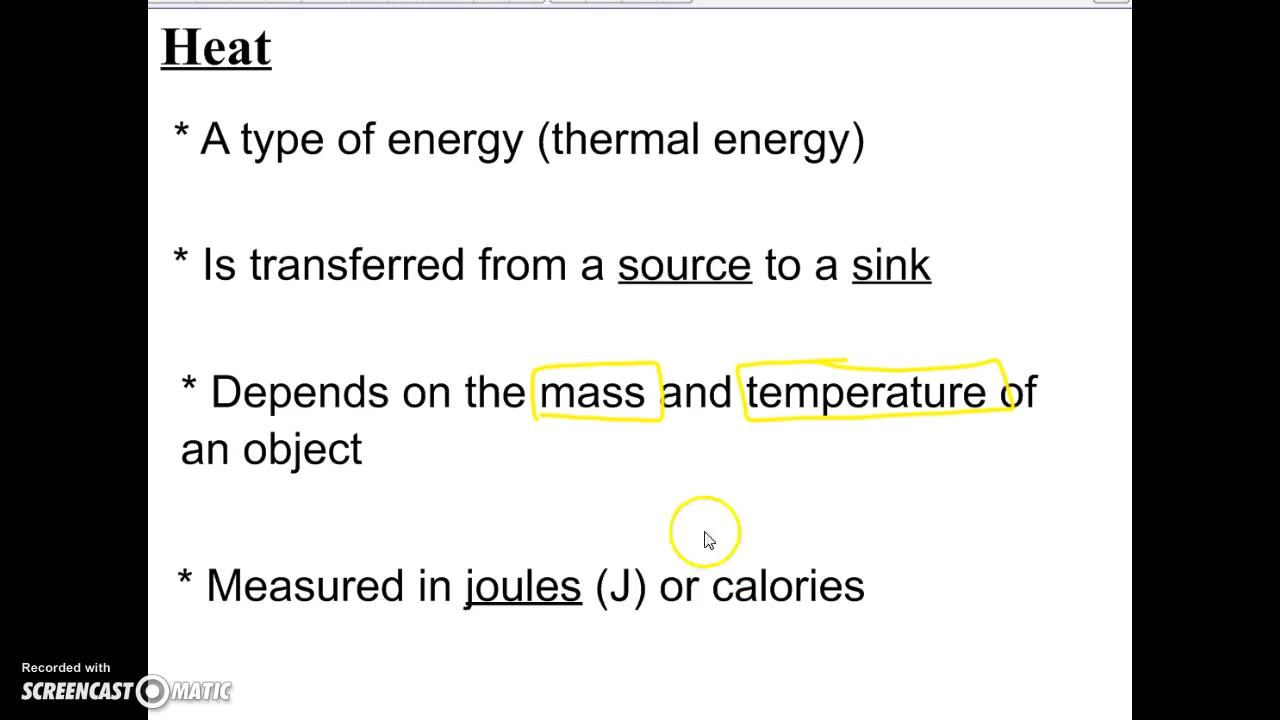 Heat
* A type of energy (thermal energy)
* Is transferred from a source to a sink
* Depends on the mass and temperature of
an object
* Measured in joules (J) or calories
Recorded with
SCREENCAST MATIC